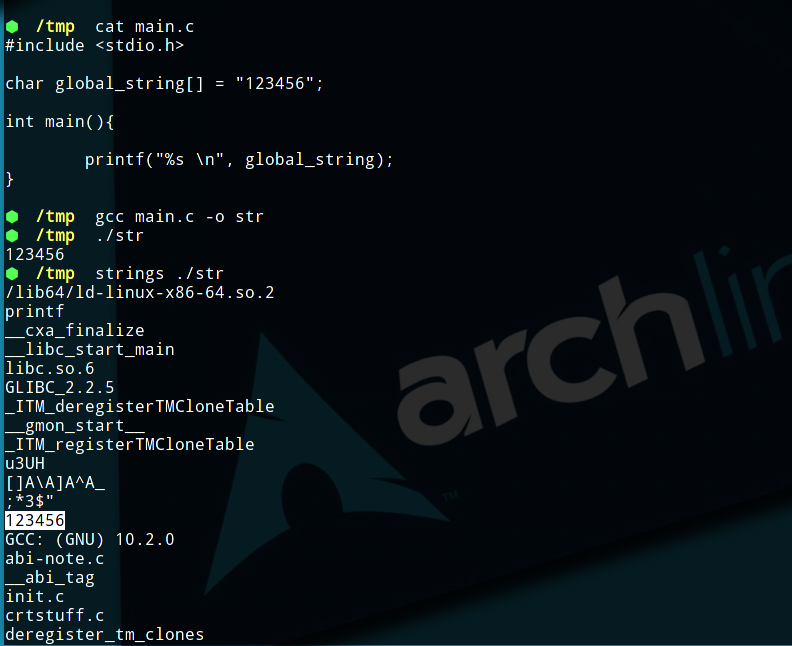 /tmp cat main.c
#include <stdio.h>
char global_string[] = "123456";
int main(){
printf("%s \n", global_string);
}
/tmp gcc main.c -o str
/tmp ./str
123456
/tmp strings ./str
/lib64/ld-linux-x86-64.so.2
printf
__cxa_finalize
__libc_start_main
libc.so.6
GLIBC_2.2.5
_ITM_deregisterTMCloneTable
__gmon_start__
_ITM_registerTMCloneTable
u3UH
[]A\A]A^A_
;*3$"
123456
GCC: (GNU) 10.2.0
abi-note.c
__abi_tag
init.c
crtstuff.c
deregister_tm_clones
archlin
TM